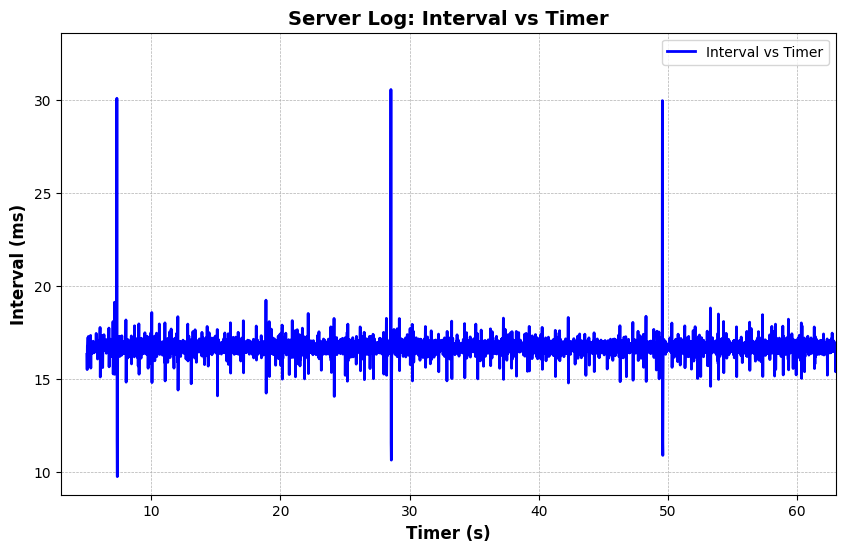 Server Log: Interval vs Timer
Interval vs Timer
30
25
20
15
10
Interval (ms)
10 20 30 40 50 60
Timer (s)